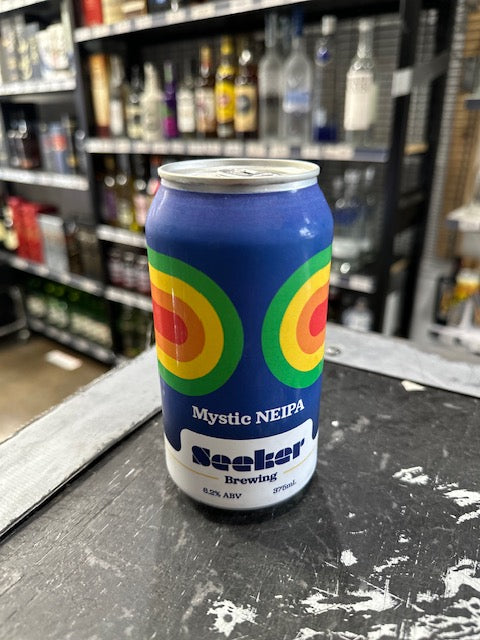 Mystic NEIPA
Seeker
Brewing
6.2% ABV 375mL